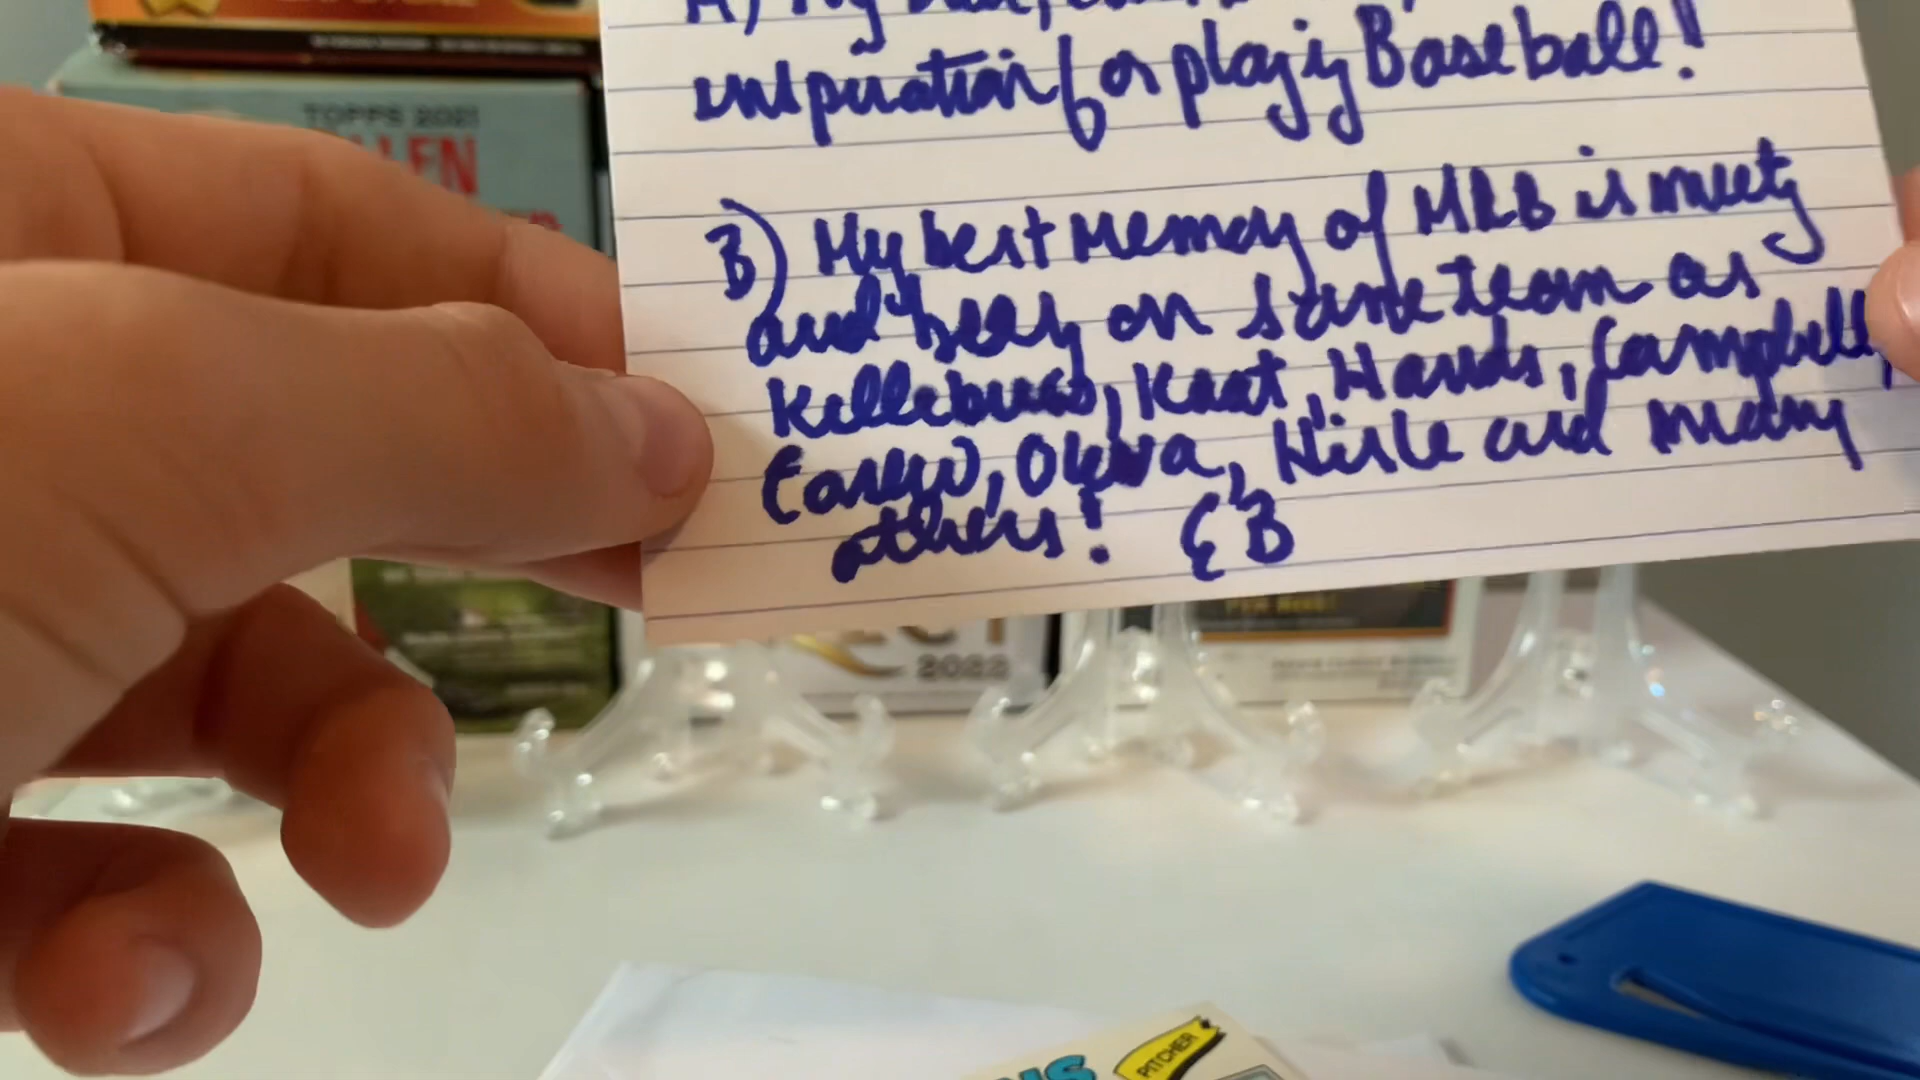 TOPPS 2021
A) My
inspiration for playing Baseball!
B) My best memory of MLB is meeting
and being on same team as
Killebrew, Kaat, Hands, Campbell,
Carew, Oliva, Hisle and many
others! EB
2022
PITCHER